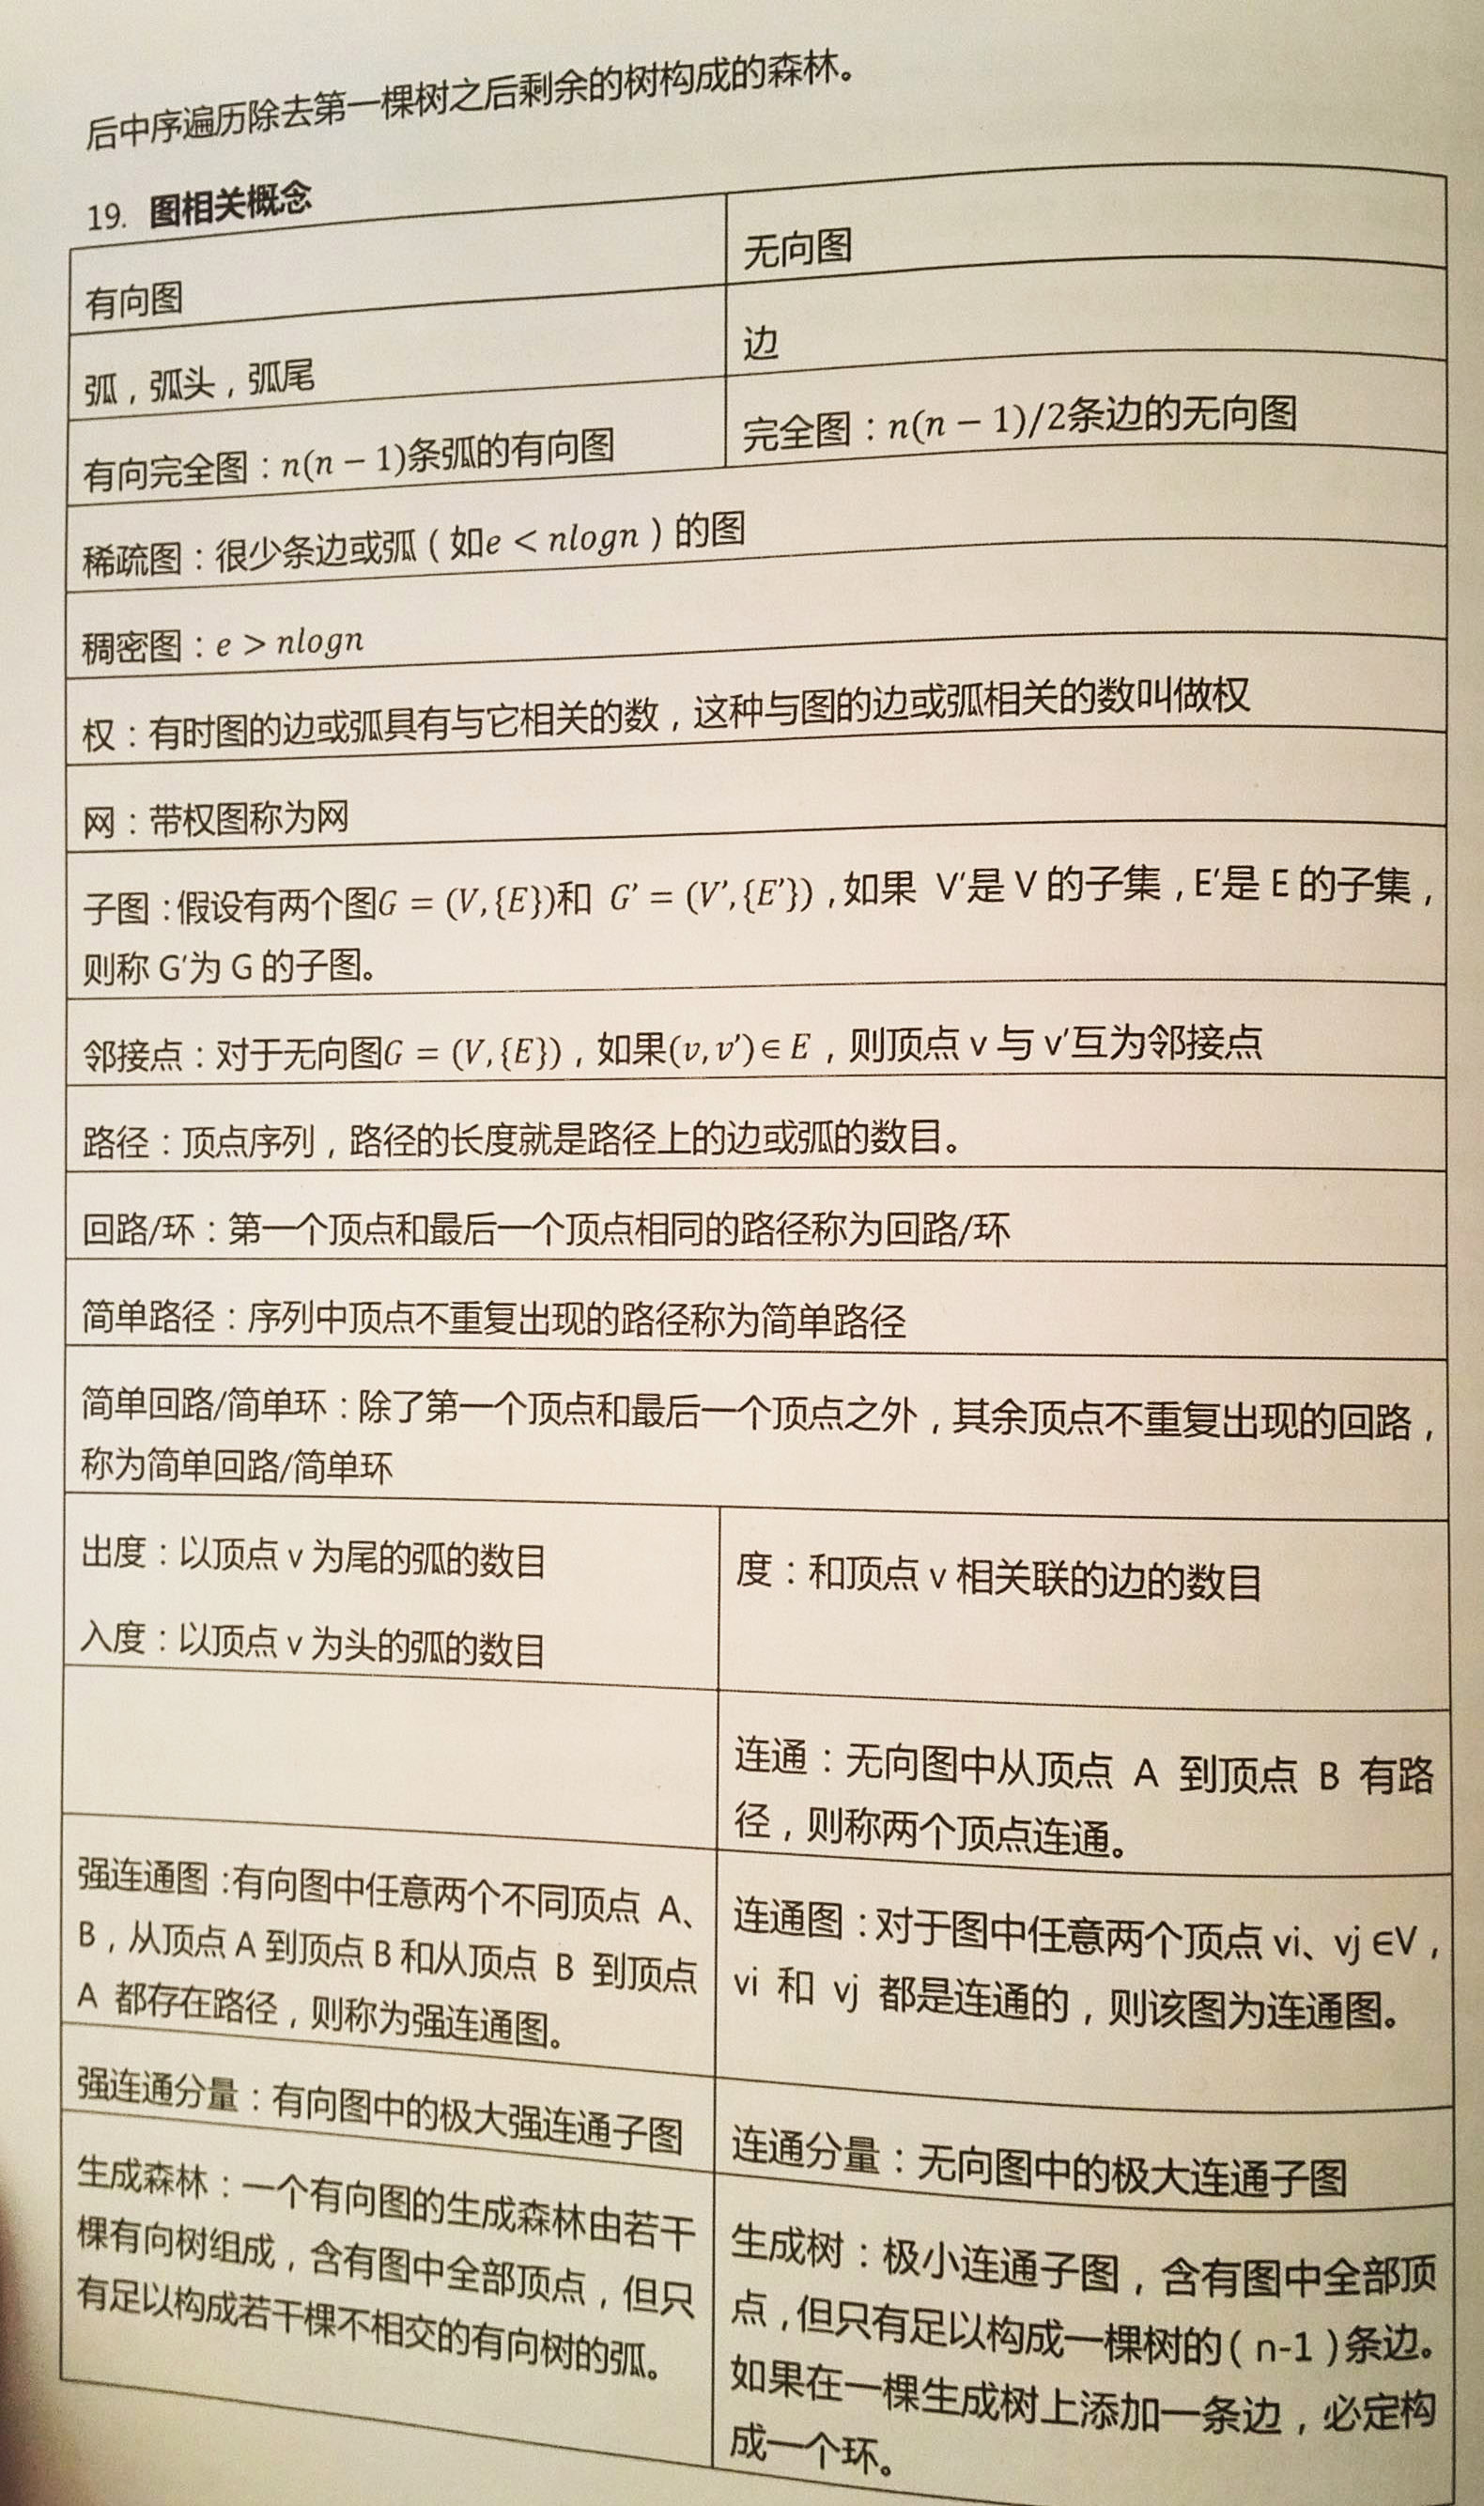 后中序遍历除去第一棵树之后剩余的树构成的森林。
19. 图相关概念
有向图
无向图
弧，弧头，弧尾
边
有向完全图：n(n − 1)条弧的有向图
完全图：n(n − 1)/2条边的无向图
稀疏图：很少条边或弧（如e < nlogn）的图
稠密图：e > nlogn
权：有时图的边或弧具有与它相关的数，这种与图的边或弧相关的数叫做权
网：带权图称为网
子图：假设有两个图G = (V,{E})和 G’ = (V’,{E’})，如果 V’是 V 的子集，E’是 E 的子集，
则称 G’为 G 的子图。
邻接点：对于无向图G = (V,{E})，如果(v,v’)∈ E，则顶点 v 与 v’互为邻接点
路径：顶点序列，路径的长度就是路径上的边或弧的数目。
回路/环：第一个顶点和最后一个顶点相同的路径称为回路/环
简单路径：序列中顶点不重复出现的路径称为简单路径
简单回路/简单环：除了第一个顶点和最后一个顶点之外，其余顶点不重复出现的回路，
称为简单回路/简单环
出度：以顶点 v 为尾的弧的数目
入度：以顶点 v 为头的弧的数目
度：和顶点 v 相关联的边的数目
连通：无向图中从顶点 A 到顶点 B 有路
径，则称两个顶点连通。
强连通图：有向图中任意两个不同顶点 A、
B，从顶点 A 到顶点 B 和从顶点 B 到顶点
A 都存在路径，则称为强连通图。
连通图：对于图中任意两个顶点 vi、vj ∈V，
vi 和 vj 都是连通的，则该图为连通图。
强连通分量：有向图中的极大强连通子图
连通分量：无向图中的极大连通子图
生成森林：一个有向图的生成森林由若干
棵有向树组成，含有图中全部顶点，但只
有足以构成若干棵不相交的有向树的弧。
生成树：极小连通子图，含有图中全部顶
点，但只有足以构成一棵树的（n-1）条边。
如果在一棵生成树上添加一条边，必定构
成一个环。